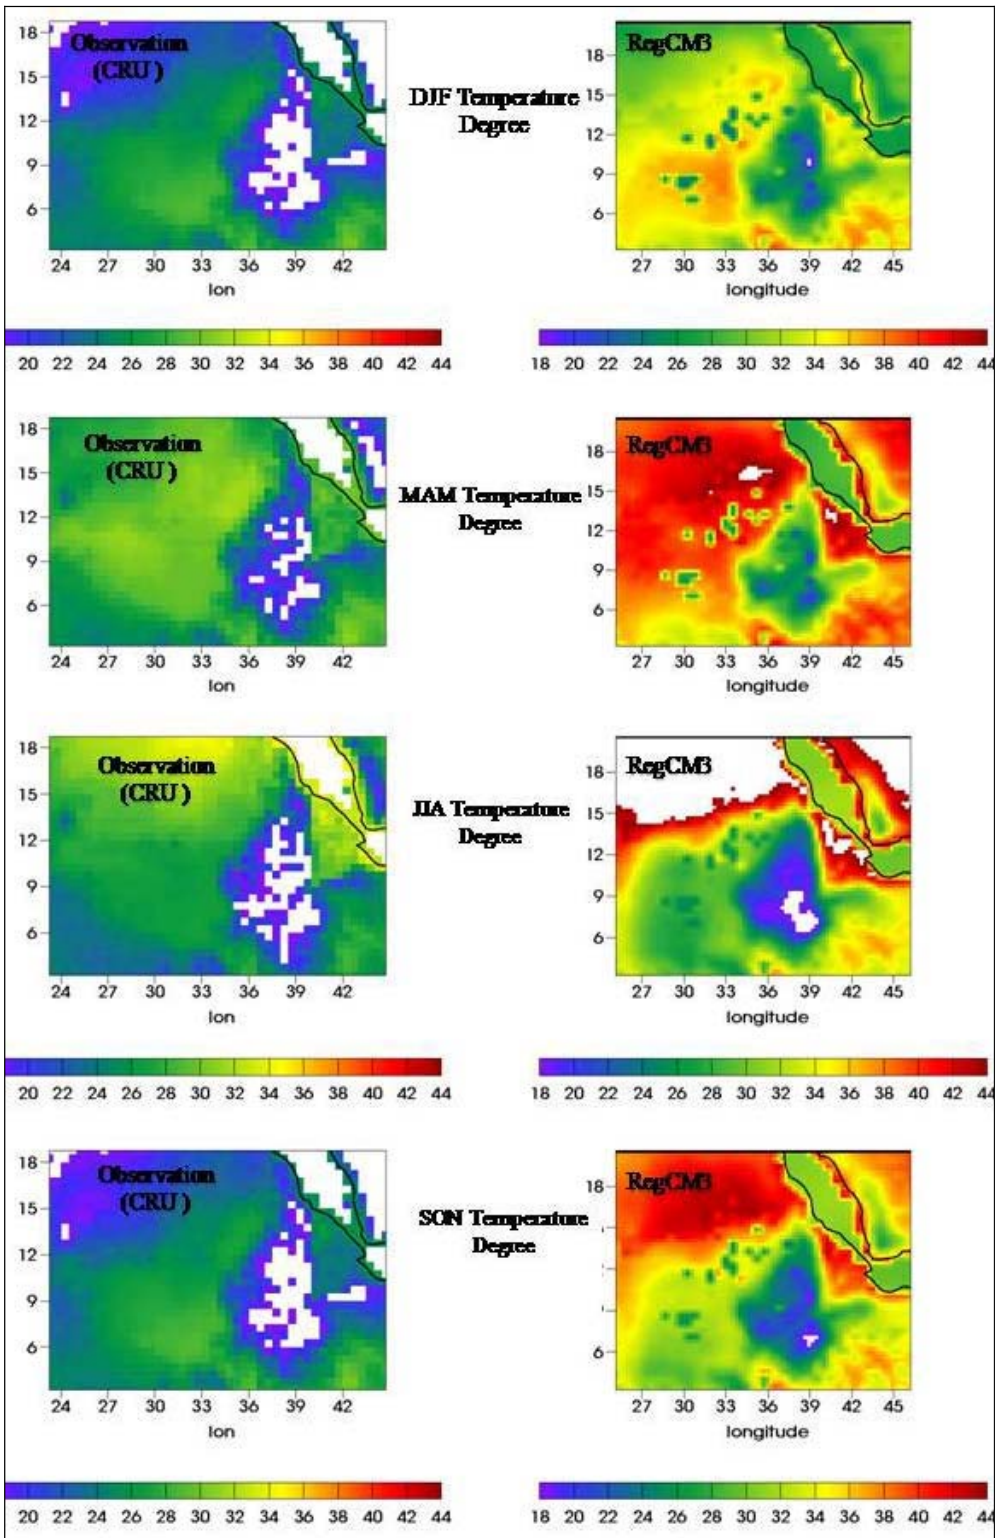 18
15
12
9
6
Observation
(CRU )
24 27 30 33 36 39 42
lon
DJF Temperature
Degree
RegCM3
18
15
12
9
6
27 30 33 36 39 42 45
longitude
20 22 24 26 28 30 32 34 36 38 40 42 44
18 20 22 24 26 28 30 32 34 36 38 40 42 44
18
15
12
9
6
Observation
(CRU )
24 27 30 33 36 39 42
lon
MAM Temperature
Degree
RegCM3
18
15
12
9
6
27 30 33 36 39 42 45
longitude
18
15
12
9
6
Observation
(CRU )
24 27 30 33 36 39 42
lon
JJA Temperature
Degree
RegCM3
18
15
12
9
6
27 30 33 36 39 42 45
longitude
20 22 24 26 28 30 32 34 36 38 40 42 44
18 20 22 24 26 28 30 32 34 36 38 40 42 44
18
15
12
9
6
Observation
(CRU )
24 27 30 33 36 39 42
lon
SON Temperature
Degree
RegCM3
18
6
27 30 33 36 39 42 45
longitude
20 22 24 26 28 30 32 34 36 38 40 42 44
18 20 22 24 26 28 30 32 34 36 38 40 42 44